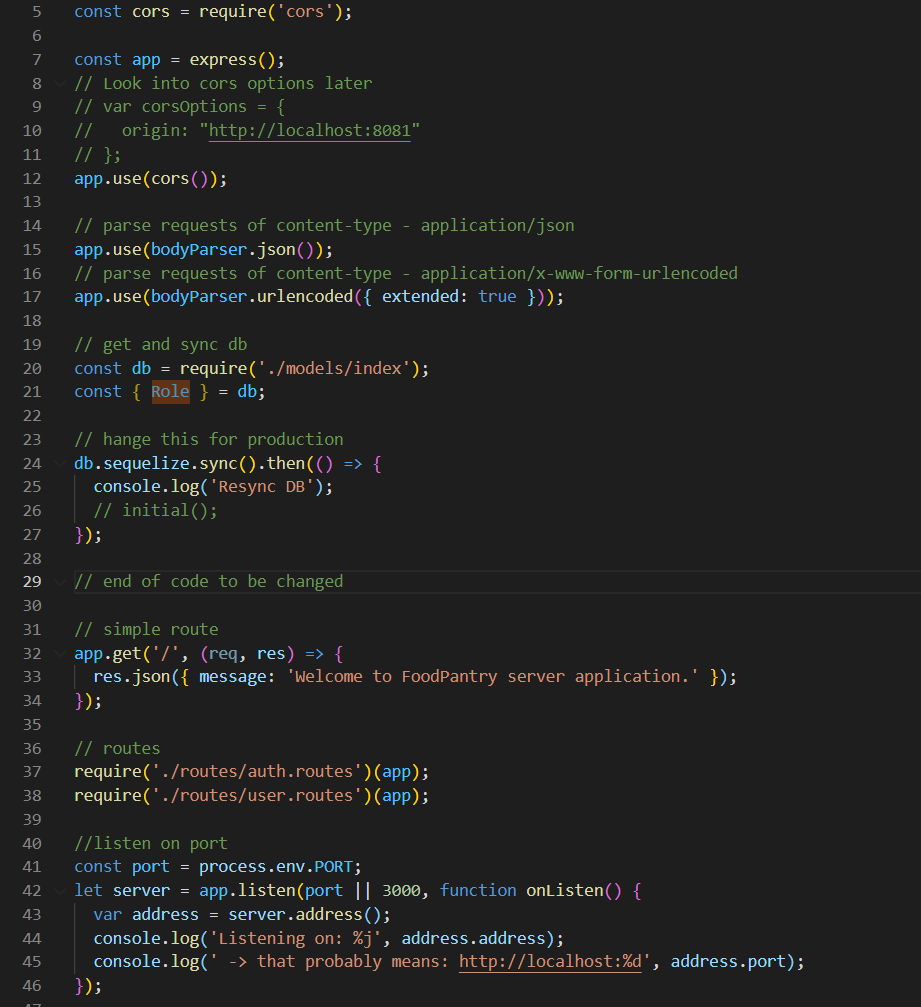 5 const cors = require('cors');
6
7 const app = express();
8 // Look into cors options later
9 // var corsOptions = {
10 //   origin: "http://localhost:8081"
11 // };
12 app.use(cors());
13
14 // parse requests of content-type - application/json
15 app.use(bodyParser.json());
16 // parse requests of content-type - application/x-www-form-urlencoded
17 app.use(bodyParser.urlencoded({ extended: true }));
18
19 // get and sync db
20 const db = require('./models/index');
21 const { Role } = db;
22
23 // hange this for production
24 db.sequelize.sync().then(() => {
25   console.log('Resync DB');
26   // initial();
27 });
28
29 // end of code to be changed
30
31 // simple route
32 app.get('/', (req, res) => {
33   res.json({ message: 'Welcome to FoodPantry server application.' });
34 });
35
36 // routes
37 require('./routes/auth.routes')(app);
38 require('./routes/user.routes')(app);
39
40 //listen on port
41 const port = process.env.PORT;
42 let server = app.listen(port || 3000, function onListen() {
43   var address = server.address();
44   console.log('Listening on: %j', address.address);
45   console.log(' -> that probably means: http://localhost:%d', address.port);
46 });